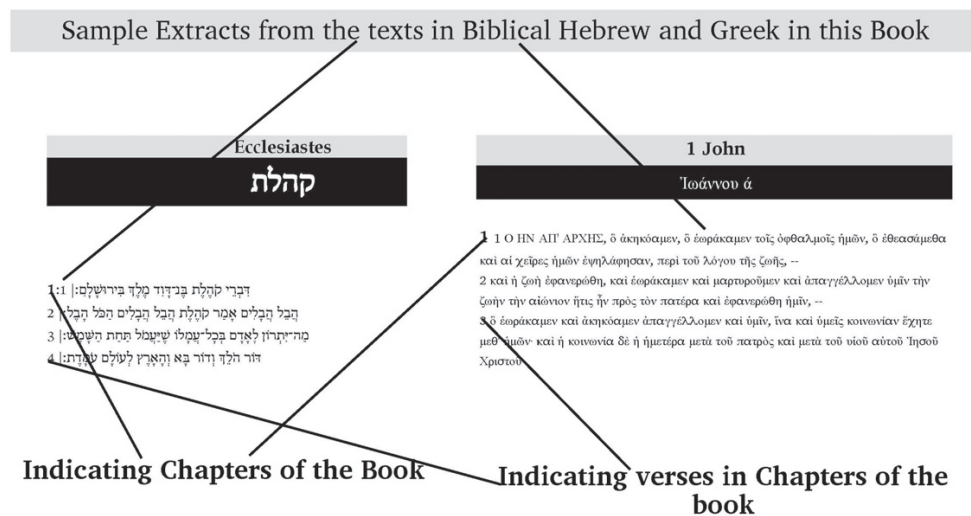 Sample Extracts from the texts in Biblical Hebrew and Greek in this Book
Ecclesiastes
קהלת
1:1 |דִּבְרֵי קֹהֶלֶת בֶּן־דָּוִד מֶלֶךְ בִּירוּשָׁלִָם׃
2 |הֲבֵל הֲבָלִים אָמַר קֹהֶלֶת הֲבֵל הֲבָלִים הַכֹּל הָבֶל׃
3 |מַה־יִּתְרוֹן לָאָדָם בְּכָל־עֲמָלוֹ שֶׁיַּעֲמֹל תַּחַת הַשָּׁמֶשׁ׃
4 |דּוֹר הֹלֵךְ וְדוֹר בָּא וְהָאָרֶץ לְעוֹלָם עֹמָדֶת׃
1 John
Ἰωάννου ά
1 1 Ο ΗΝ ΑΠ' ΑΡΧΗΣ, ὃ ἀκηκόαμεν, ὃ ἑωράκαμεν τοῖς ὀφθαλμοῖς ἡμῶν, ὃ ἐθεασάμεθα
καὶ αἱ χεῖρες ἡμῶν ἐψηλάφησαν, περὶ τοῦ λόγου τῆς ζωῆς, --
2 καὶ ἡ ζωὴ ἐφανερώθη, καὶ ἑωράκαμεν καὶ μαρτυροῦμεν καὶ ἀπαγγέλλομεν ὑμῖν τὴν
ζωὴν τὴν αἰώνιον ἥτις ἦν πρὸς τὸν πατέρα καὶ ἐφανερώθη ἡμῖν, --
3 ὃ ἑωράκαμεν καὶ ἀκηκόαμεν ἀπαγγέλλομεν καὶ ὑμῖν, ἵνα καὶ ὑμεῖς κοινωνίαν ἔχητε
μεθ' ἡμῶν· καὶ ἡ κοινωνία δὲ ἡ ἡμετέρα μετὰ τοῦ πατρὸς καὶ μετὰ τοῦ υἱοῦ αὐτοῦ Ἰησοῦ
Χριστοῦ
Indicating Chapters of the Book
Indicating verses in Chapters of the
book